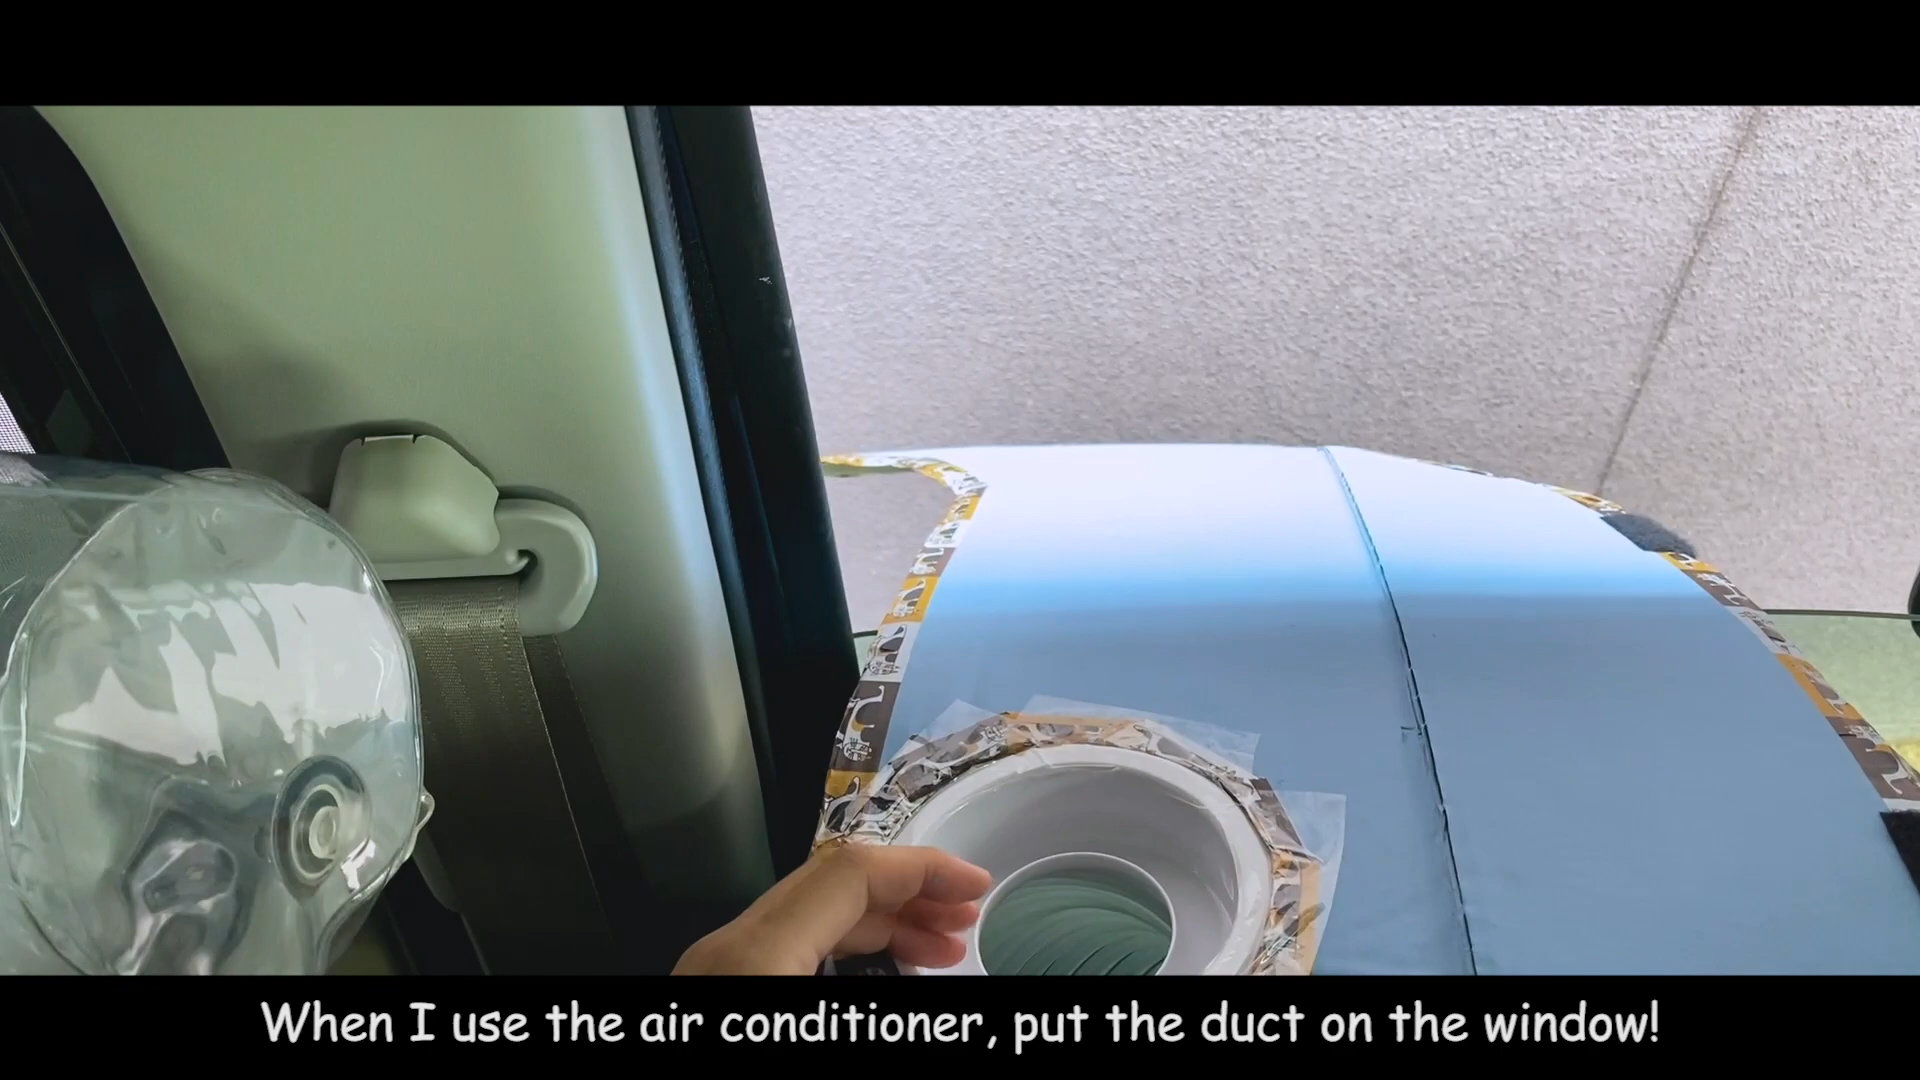 When I use the air conditioner, put the duct on the window!